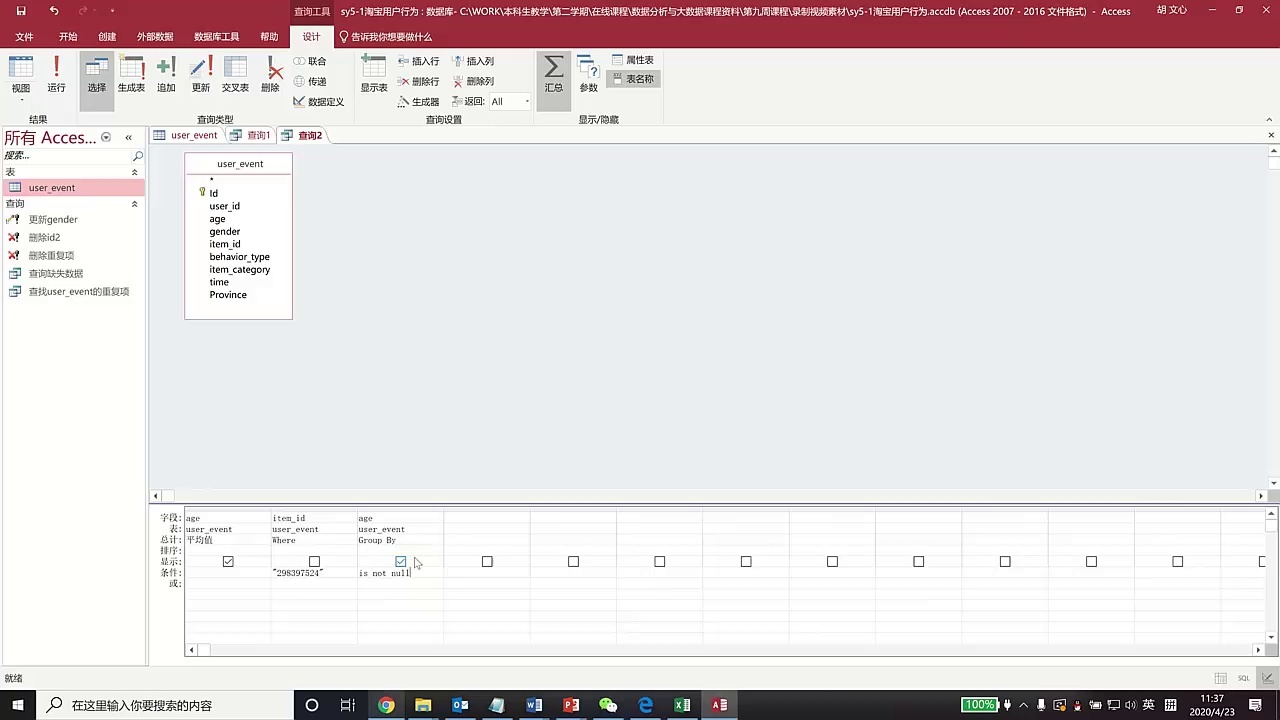 查询工具
sy5-1淘宝用户行为 : 数据库- C:\WORK\本科生教学\第二学期\在线课程\数据分析与大数据课程资料\第九周课程\录制视频素材\sy5-1淘宝用户行为.accdb (Access 2007 - 2016 文件格式) - Access
胡 文心
文件 开始 创建 外部数据 数据库工具 帮助 设计 告诉我你想要做什么
视图 运行 选择 生成表 追加 更新 交叉表 删除 显示表 汇总 参数
联合
传递
数据定义
插入行 插入列
删除行 删除列
生成器 返回: All
属性表
表名称
结果 查询类型 查询设置 显示/隐藏
所有 Acces...
搜索...
表
user_event
查询
更新gender
删除id2
删除重复项
查询缺失数据
查找user_event的重复项
user_event 查询1 查询2
user_event
*
Id
user_id
age
gender
item_id
behavior_type
item_category
time
Province
字段: age item_id age
表: user_event user_event user_event
总计: 平均值 Where Group By
排序:
显示:
条件: "298397524" is not null
或:
就绪
SQL
在这里输入你要搜索的内容
100%
英
拼
11:37
2020/4/23